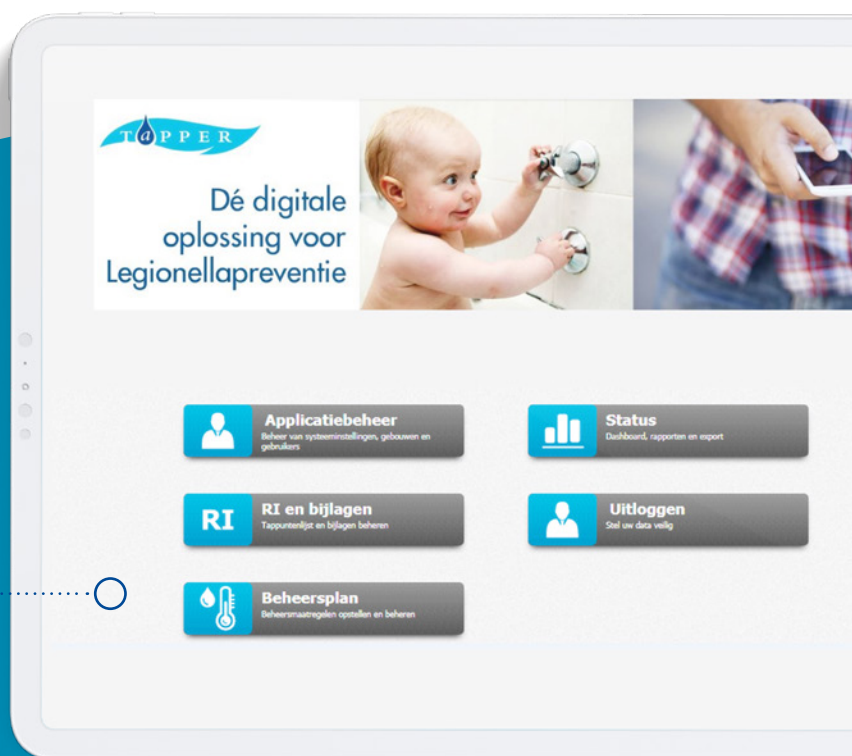 TAPPER
Dé digitale
oplossing voor
Legionellapreventie
Applicatiebeheer
Beheer van systeeminstellingen, gebouwen en
gebruikers
Status
Dashboard, rapporten en export
RI
RI en bijlagen
Tappuntenlijst en bijlagen beheren
Uitloggen
Stel uw data veilig
Beheersplan
Beheersmaatregelen opstellen en beheren